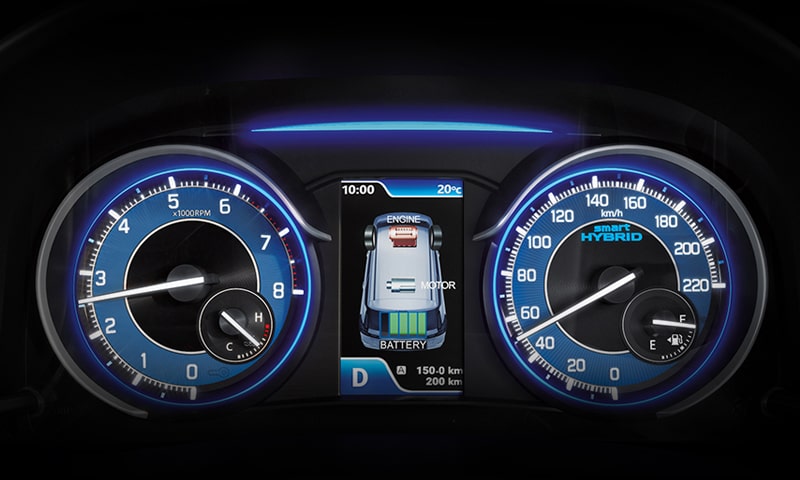 0
1
2
3
4
5
6
7
8
x1000RPM
H
C
10:00
20°C
ENGINE
MOTOR
BATTERY
D
A
150-0 km
200 km
0
20
40
60
80
100
120
140
160
180
200
220
km/h
smart
HYBRID
F
E